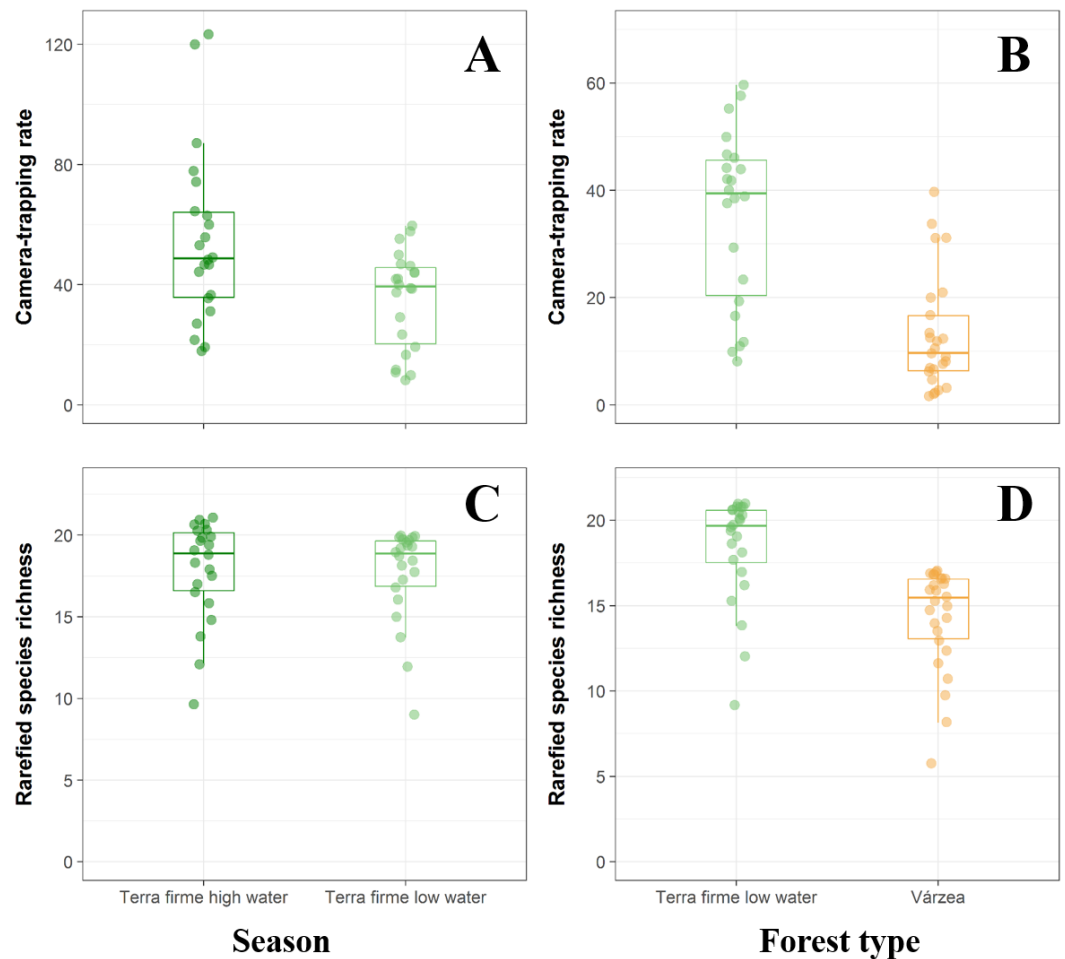 A
Camera-trapping rate
120
80
40
0
B
Camera-trapping rate
60
40
20
0
C
Rarefied species richness
20
15
10
5
0
Terra firme high water
Terra firme low water
Season
D
Rarefied species richness
20
15
10
5
0
Terra firme low water
Várzea
Forest type